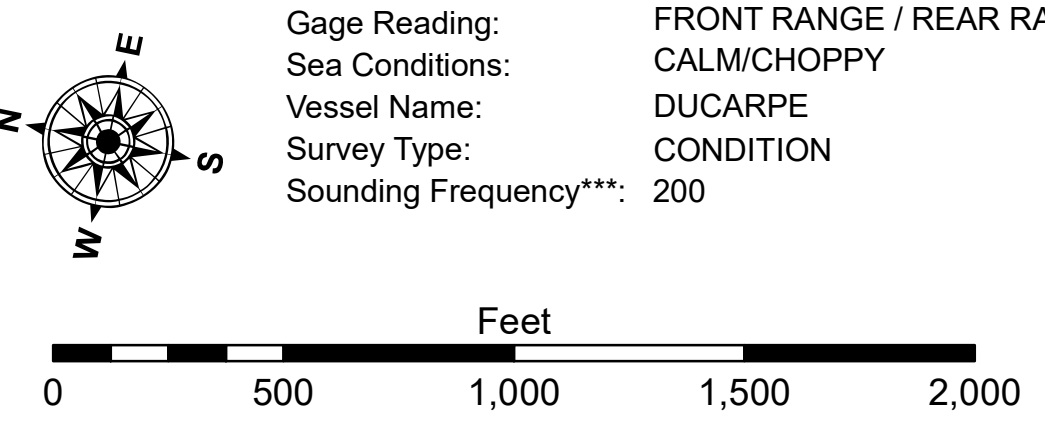 Gage Reading: FRONT RANGE / REAR
Sea Conditions: CALM/CHOPPY
Vessel Name: DUCARPE
Survey Type: CONDITION
Sounding Frequency***: 200
N
E
S
W
Feet
0 500 1,000 1,500 2,000